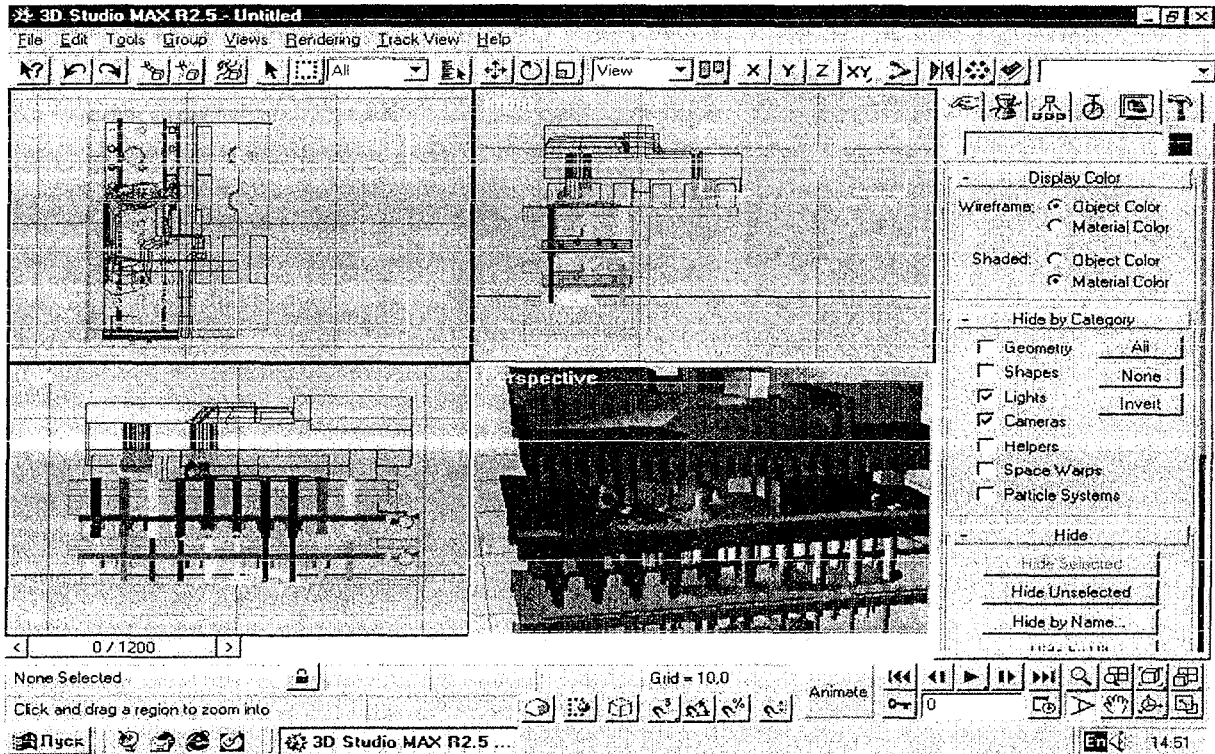 3D Studio MAX R2.5 - Untitled
File Edit Tools Group Views Rendering Track View Help
All View X Y Z XY
Display Color
Wireframe: Object Color
Material Color
Shaded: Object Color
Material Color
Hide by Category
Geometry All
Shapes None
Lights Invert
Cameras
Helpers
Space Warps
Particle Systems
Hide
Hide Selected
Hide Unselected
Hide by Name...
Perspective
0 / 1200
None Selected Grid = 10,0 Animate
Click and drag a region to zoom into 0
Пуск 3D Studio MAX R2.5 ... En 14:51